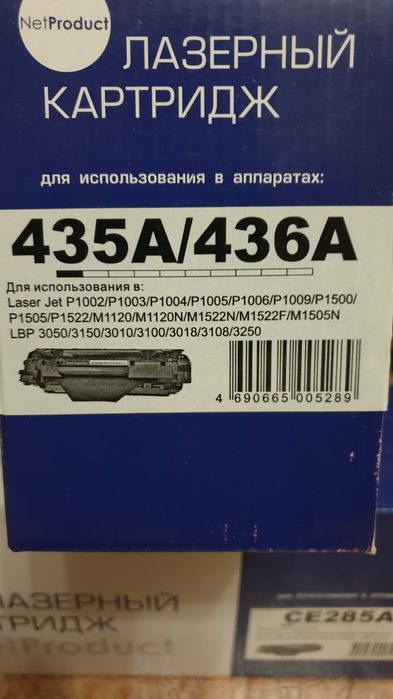 NetProduct
ЛАЗЕРНЫЙ
КАРТРИДЖ
для использования в аппаратах:
435A/436A
Для использования в:
Laser Jet P1002/P1003/P1004/P1005/P1006/P1009/P1500/
P1505/P1522/M1120/M1120N/M1522N/M1522F/M1505N
LBP 3050/3150/3010/3100/3018/3108/3250
4 690665 005289
ЛАЗЕРНЫЙ
АРТРИДЖ
NetProduct
CE285A